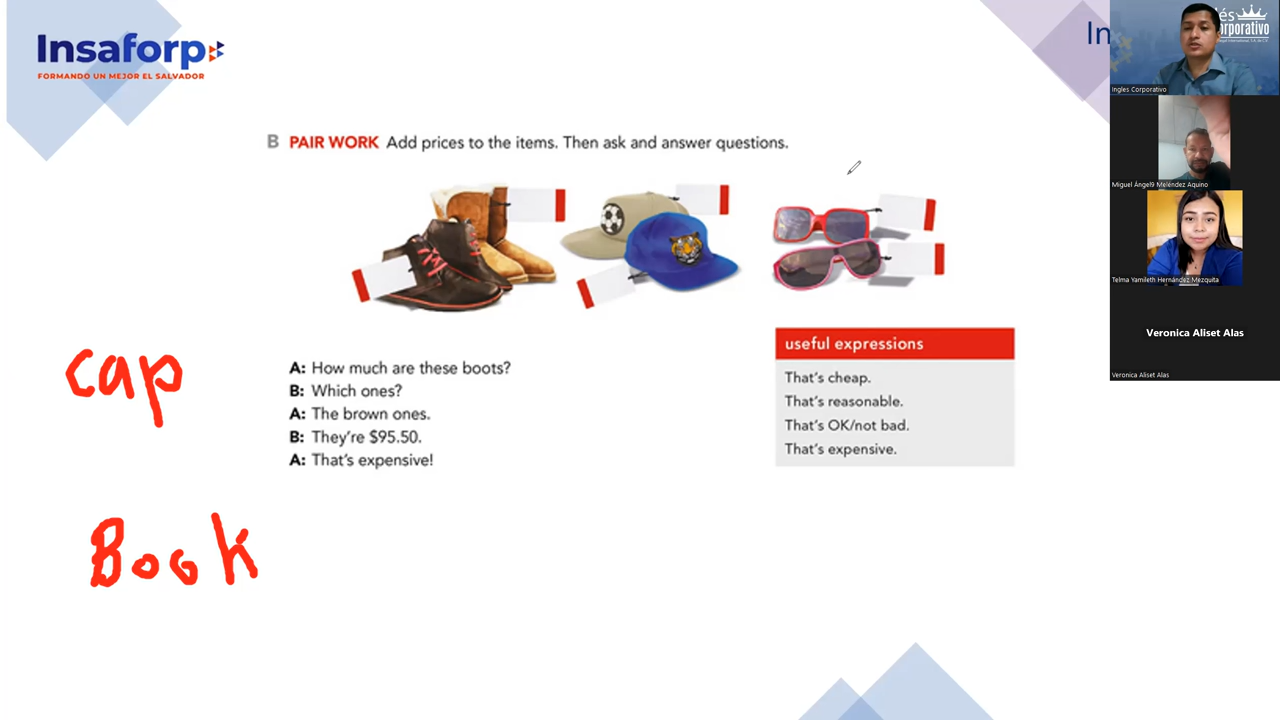 Insaforp
FORMANDO UN MEJOR EL SALVADOR
In
és
orporativo
Ingles Corporativo
Miguel Ángel9 Meléndez Aquino
Telma Yamileth Hernández Mezquita
Veronica Aliset Alas
Veronica Aliset Alas
B PAIR WORK Add prices to the items. Then ask and answer questions.
cap
Book
A: How much are these boots?
B: Which ones?
A: The brown ones.
B: They're $95.50.
A: That's expensive!
useful expressions
That's cheap.
That's reasonable.
That's OK/not bad.
That's expensive.